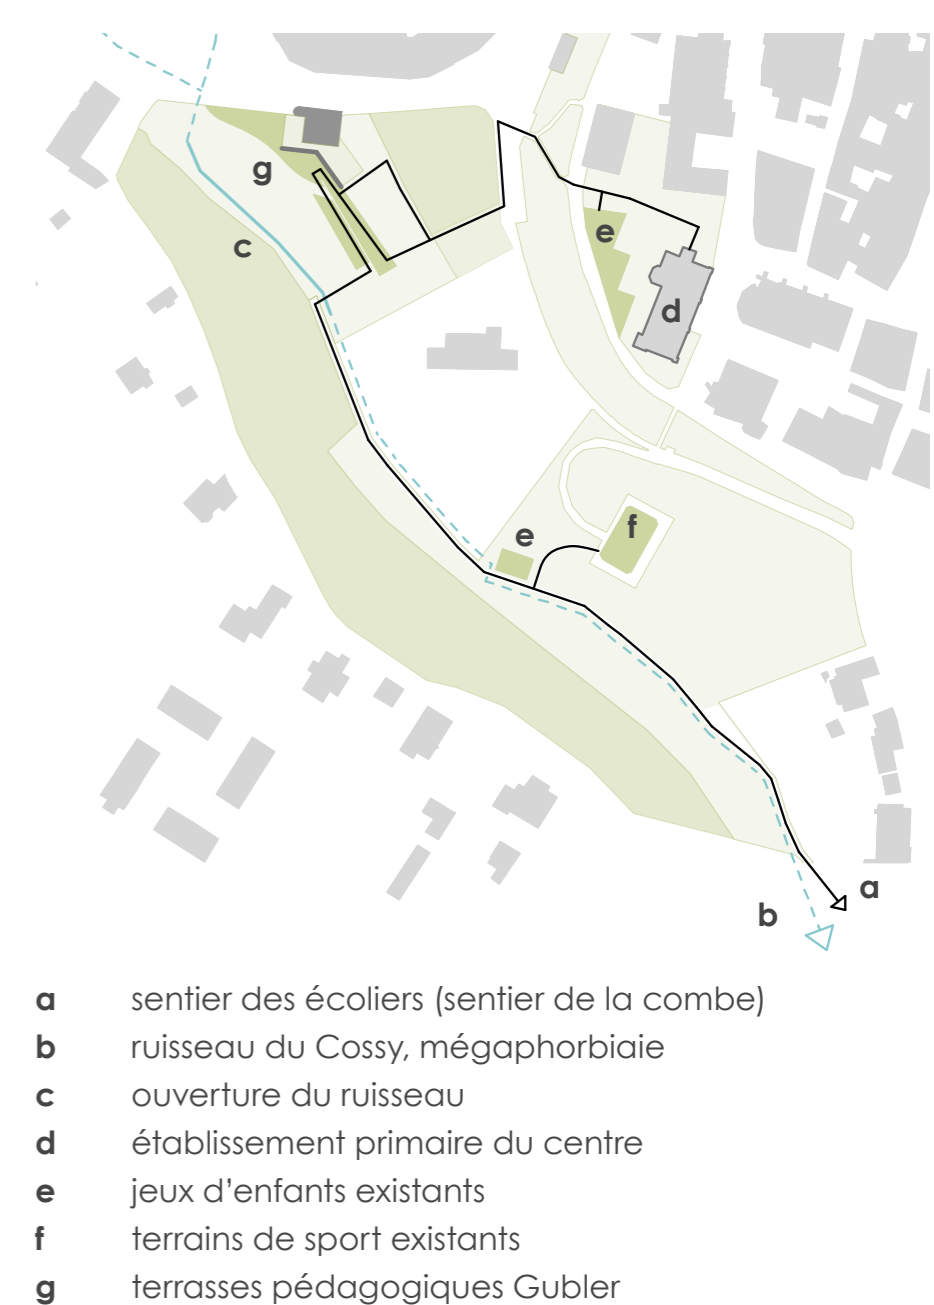 g
e
c
d
f
e
a
b
a sentier des écoliers (sentier de la combe)
b ruisseau du Cossy, mégaphorbiaie
c ouverture du ruisseau
d établissement primaire du centre
e jeux d'enfants existants
f terrains de sport existants
g terrasses pédagogiques Gubler